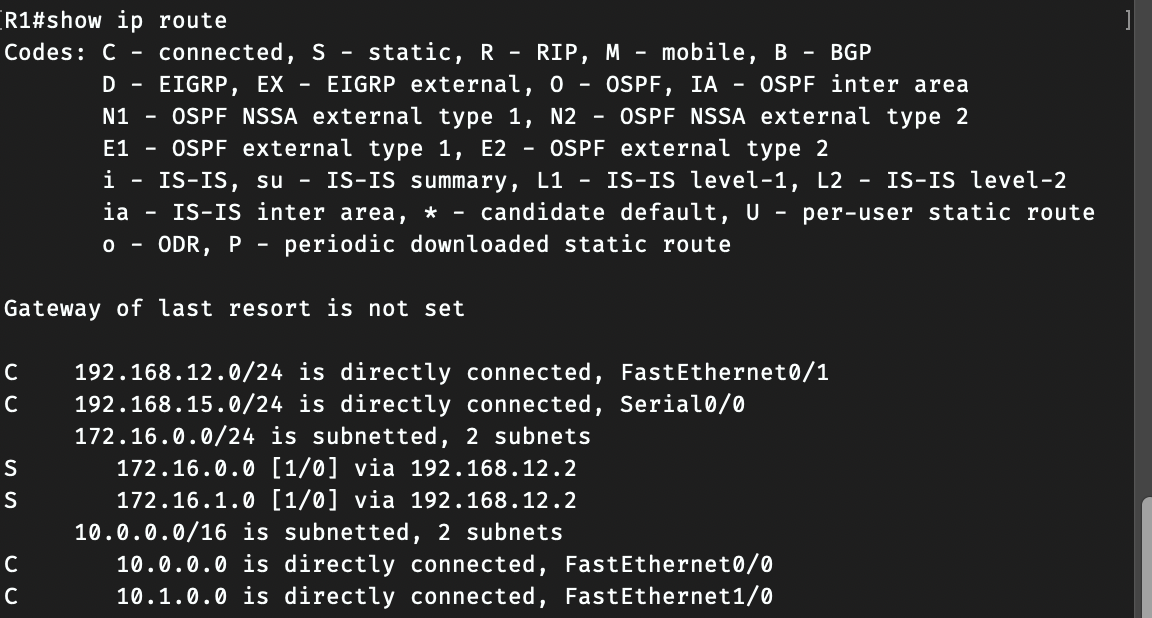 [R1#show ip route ]
Codes: C - connected, S - static, R - RIP, M - mobile, B - BGP
       D - EIGRP, EX - EIGRP external, O - OSPF, IA - OSPF inter area
       N1 - OSPF NSSA external type 1, N2 - OSPF NSSA external type 2
       E1 - OSPF external type 1, E2 - OSPF external type 2
       i - IS-IS, su - IS-IS summary, L1 - IS-IS level-1, L2 - IS-IS level-2
       ia - IS-IS inter area, * - candidate default, U - per-user static route
       o - ODR, P - periodic downloaded static route
Gateway of last resort is not set
C    192.168.12.0/24 is directly connected, FastEthernet0/1
C    192.168.15.0/24 is directly connected, Serial0/0
     172.16.0.0/24 is subnetted, 2 subnets
S       172.16.0.0 [1/0] via 192.168.12.2
S       172.16.1.0 [1/0] via 192.168.12.2
     10.0.0.0/16 is subnetted, 2 subnets
C       10.0.0.0 is directly connected, FastEthernet0/0
C       10.1.0.0 is directly connected, FastEthernet1/0